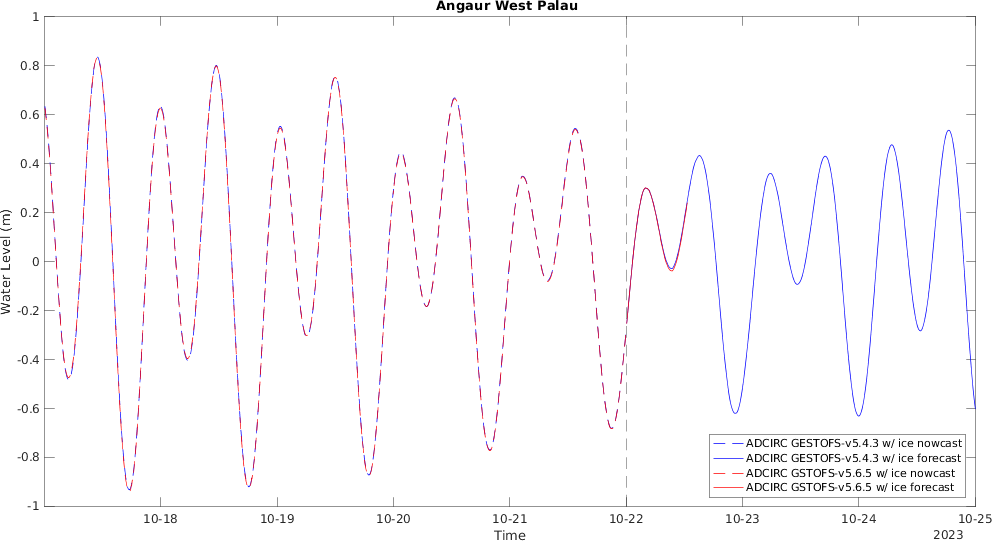 Angaur West Palau
1
0.8
0.6
0.4
0.2
0
-0.2
-0.4
-0.6
-0.8
-1
Water Level (m)
10-18
10-19
10-20
10-21
10-22
10-23
10-24
10-25
Time
2023
ADCIRC GESTOFS-v5.4.3 w/ ice nowcast
ADCIRC GESTOFS-v5.4.3 w/ ice forecast
ADCIRC GSTOFS-v5.6.5 w/ ice nowcast
ADCIRC GSTOFS-v5.6.5 w/ ice forecast